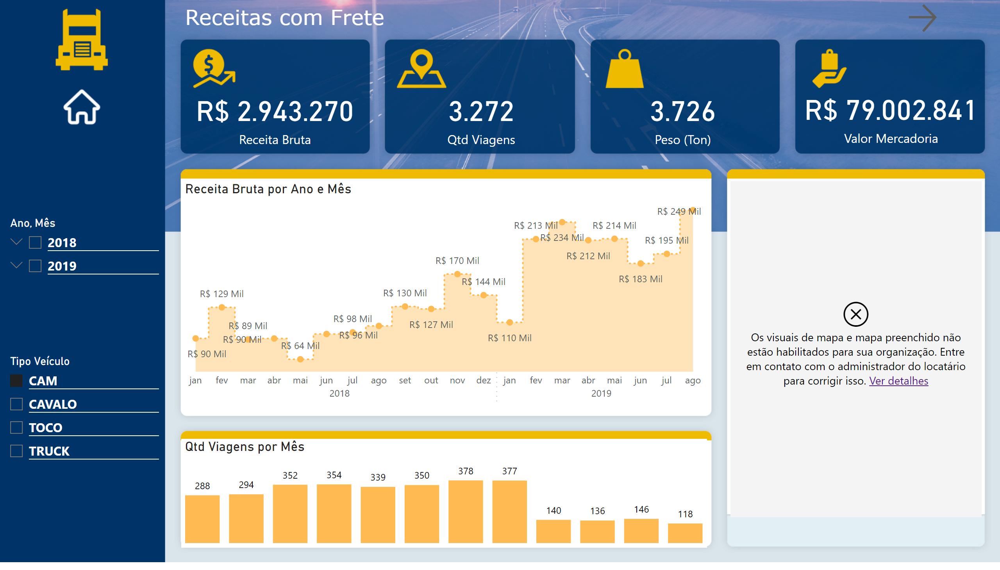 Receitas com Frete
R$ 2.943.270
Receita Bruta
3.272
Qtd Viagens
3.726
Peso (Ton)
R$ 79.002.841
Valor Mercadoria
Ano, Mês
2018
2019
Tipo Veículo
CAM
CAVALO
TOCO
TRUCK
Receita Bruta por Ano e Mês
R$ 90 Mil
R$ 129 Mil
R$ 89 Mil
R$ 90 Mil
R$ 64 Mil
R$ 96 Mil
R$ 98 Mil
R$ 130 Mil
R$ 127 Mil
R$ 170 Mil
R$ 144 Mil
R$ 110 Mil
R$ 213 Mil
R$ 234 Mil
R$ 212 Mil
R$ 214 Mil
R$ 183 Mil
R$ 195 Mil
R$ 249 Mil
jan fev mar abr mai jun jul ago set out nov dez jan fev mar abr mai jun jul ago
2018 2019
Os visuais de mapa e mapa preenchido não
estão habilitados para sua organização. Entre
em contato com o administrador do locatário
para corrigir isso. Ver detalhes
Qtd Viagens por Mês
288 294 352 354 339 350 378 377 140 136 146 118